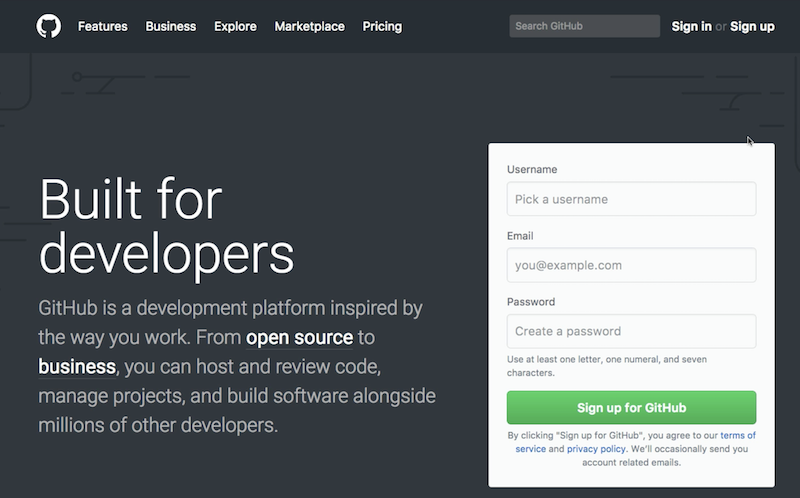 Features Business Explore Marketplace Pricing Search GitHub Sign in or Sign up
Built for
developers
GitHub is a development platform inspired by
the way you work. From open source to
business, you can host and review code,
manage projects, and build software alongside
millions of other developers.
Username
Pick a username
Email
you@example.com
Password
Create a password
Use at least one letter, one numeral, and seven
characters.
Sign up for GitHub
By clicking "Sign up for GitHub", you agree to our terms of
service and privacy policy. We'll occasionally send you
account related emails.